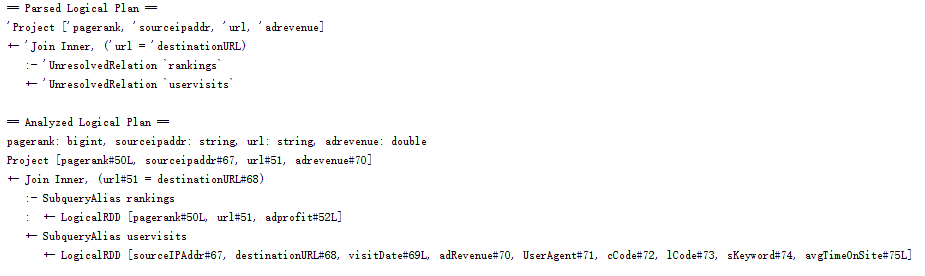 == Parsed Logical Plan ==
'Project ['pagerank, 'sourceipaddr, 'url, 'adrevenue]
+- 'Join Inner, ('url = 'destinationURL)
   :- 'UnresolvedRelation `rankings`
   +- 'UnresolvedRelation `uservisits`

== Analyzed Logical Plan ==
pagerank: bigint, sourceipaddr: string, url: string, adrevenue: double
Project [pagerank#50L, sourceipaddr#67, url#51, adrevenue#70]
+- Join Inner, (url#51 = destinationURL#68)
   :- SubqueryAlias rankings
   :  +- LogicalRDD [pagerank#50L, url#51, adprofit#52L]
   +- SubqueryAlias uservisits
      +- LogicalRDD [sourceIPAddr#67, destinationURL#68, visitDate#69L, adRevenue#70, UserAgent#71, cCode#72, lCode#73, sKeyword#74, avgTimeOnSite#75L]